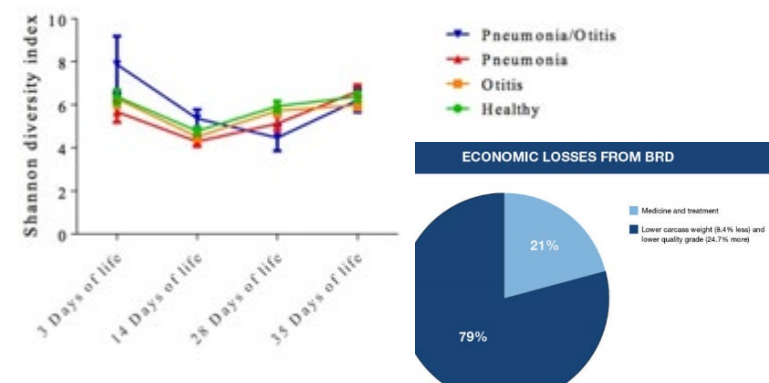 Shannon diversity index
10
8
6
4
2
0
3 Days of life
14 Days of life
28 Days of life
35 Days of life
Pneumonia/Otitis
Pneumonia
Otitis
Healthy
ECONOMIC LOSSES FROM BRD
21%
79%
Medicine and treatment
Lower carcass weight (8.4% less) and
lower quality grade (24.7% more)